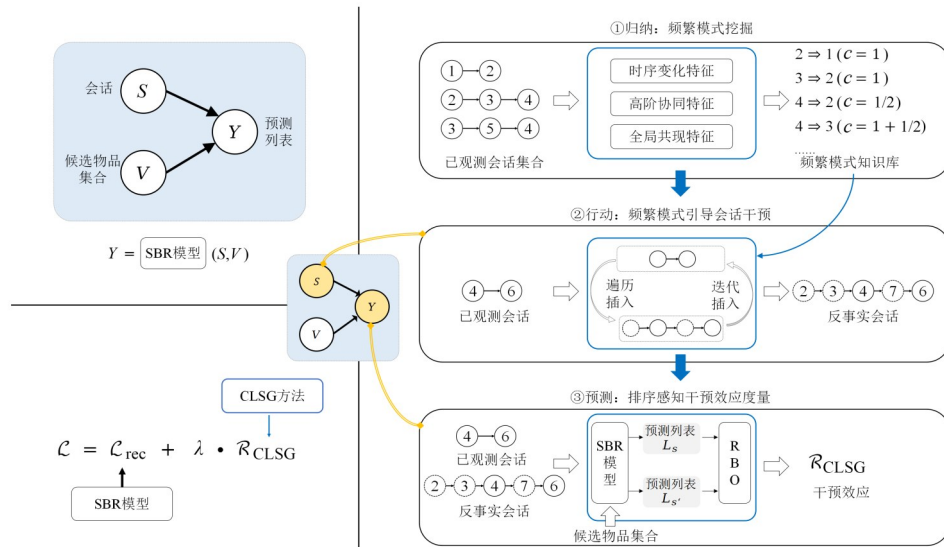 会话
S
候选物品
集合
V
Y
预测
列表
Y = SBR模型 (S,V)
S
Y
V
CLSG方法
ℒ = ℒrec + λ • ℛCLSG
SBR模型
①归纳：频繁模式挖掘
1 2
2 3 4
3 5 4
已观测会话集合
时序变化特征
高阶协同特征
全局共现特征
2 ⇒ 1 (c = 1)
3 ⇒ 2 (c = 1)
4 ⇒ 2 (c = 1/2)
4 ⇒ 3 (c = 1 + 1/2)
......
频繁模式知识库
②行动：频繁模式引导会话干预
4 6
已观测会话
遍历
插入
迭代
插入
2 3 4 7 6
反事实会话
③预测：排序感知干预效应度量
4 6
已观测会话
2 3 4 7 6
反事实会话
SBR
模型
预测列表
Ls
预测列表
Ls′
R
B
O
候选物品集合
ℛCLSG
干预效应